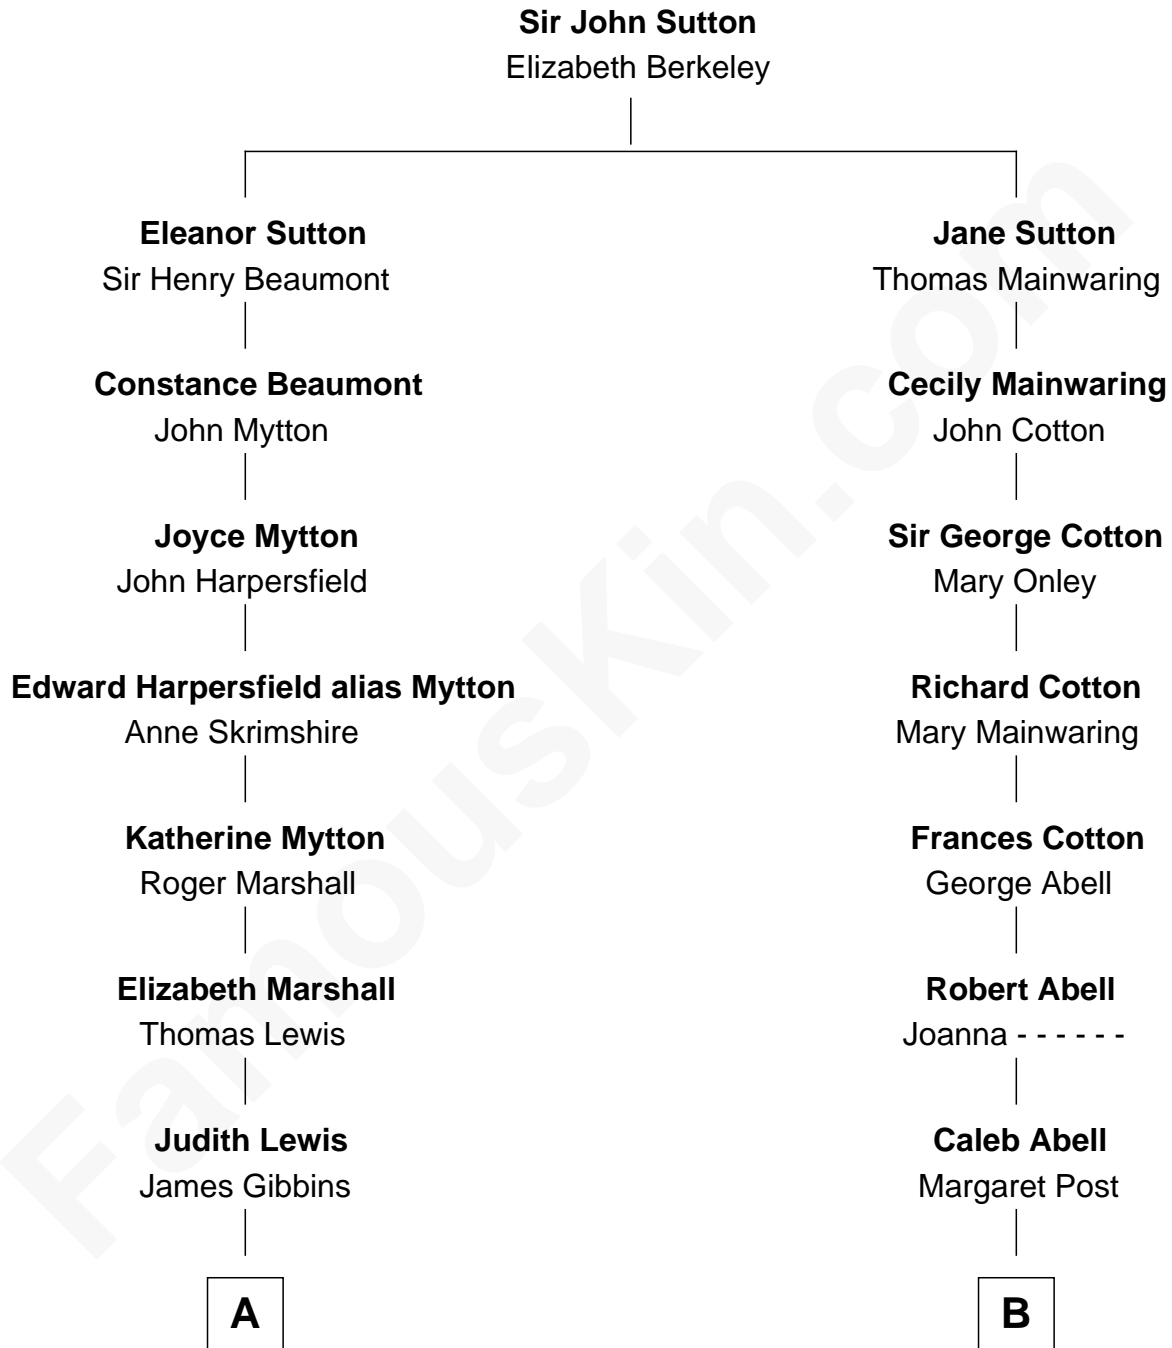 Sir John Sutton
Elizabeth Berkeley
Eleanor Sutton
Sir Henry Beaumont
Jane Sutton
Thomas Mainwaring
Constance Beaumont
John Mytton
Cecily Mainwaring
John Cotton
Joyce Mytton
John Harpersfield
Sir George Cotton
Mary Onley
Edward Harpersfield alias Mytton
Anne Skrimshire
Richard Cotton
Mary Mainwaring
Katherine Mytton
Roger Marshall
Frances Cotton
George Abell
Elizabeth Marshall
Thomas Lewis
Robert Abell
Joanna - - - - - -
Judith Lewis
James Gibbins
Caleb Abell
Margaret Post
A
B
FamousKin.com